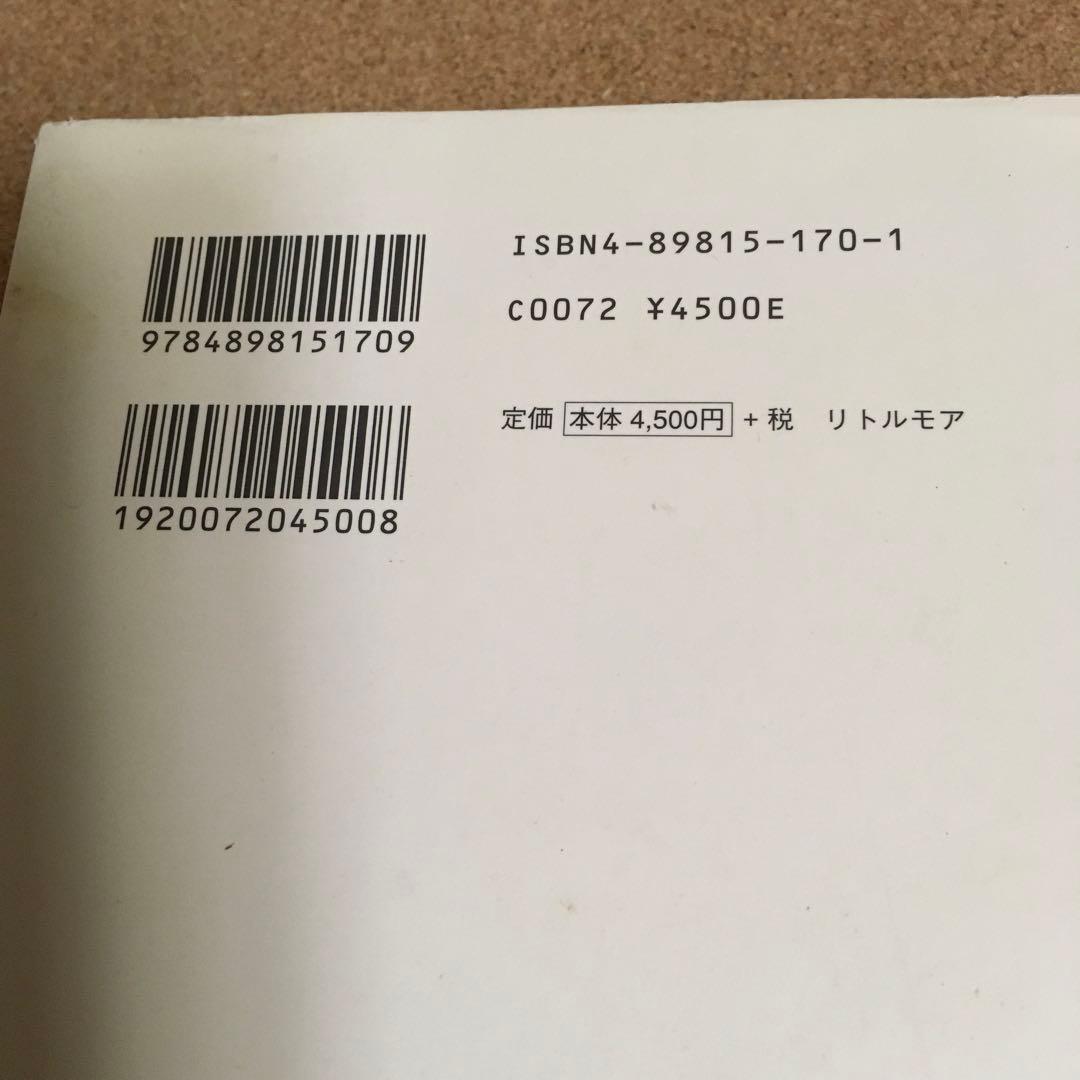 9784898151709
ISBN4-89815-170-1
C0072 ¥4500E
1920072045008
定価 本体 4,500円 + 税 リトルモア